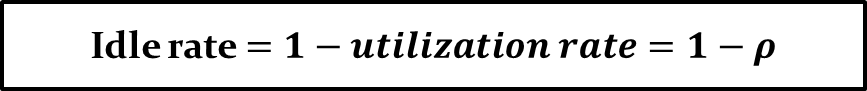 Idle rate = 1 − utilization rate = 1 − ρ